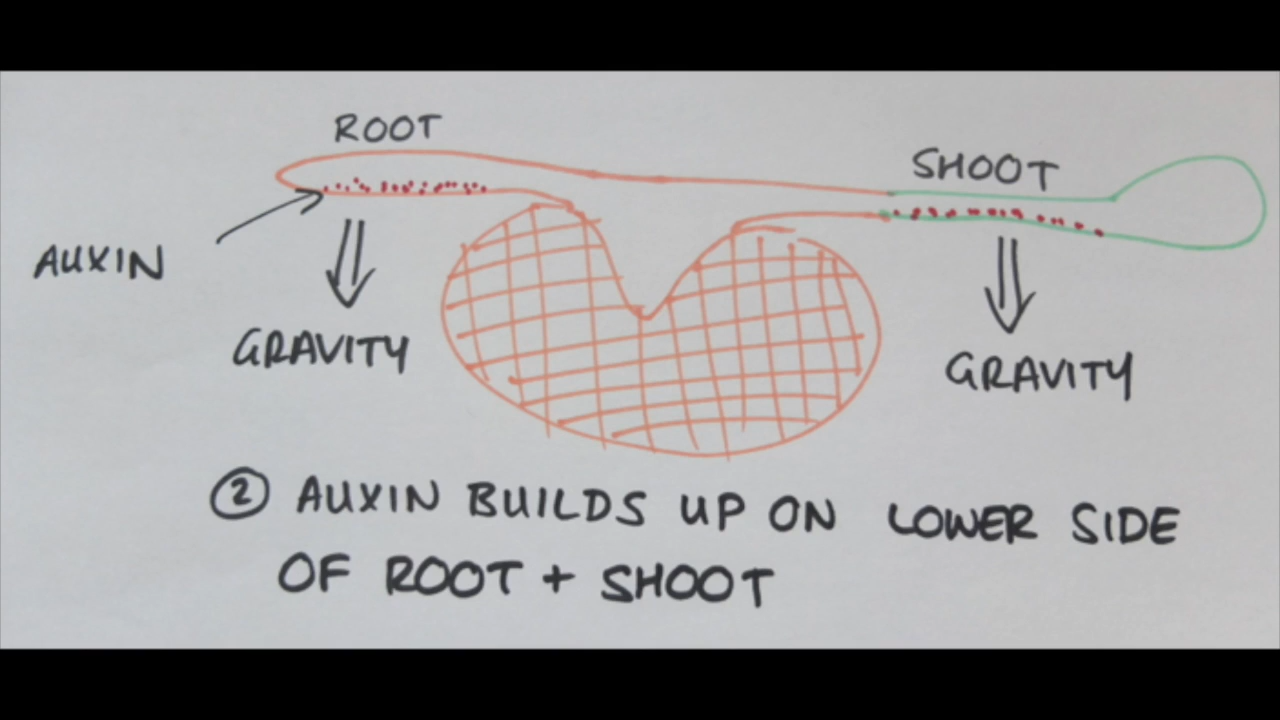 ROOT
SHOOT
AUXIN
GRAVITY
GRAVITY
② AUXIN BUILDS UP ON LOWER SIDE
OF ROOT + SHOOT